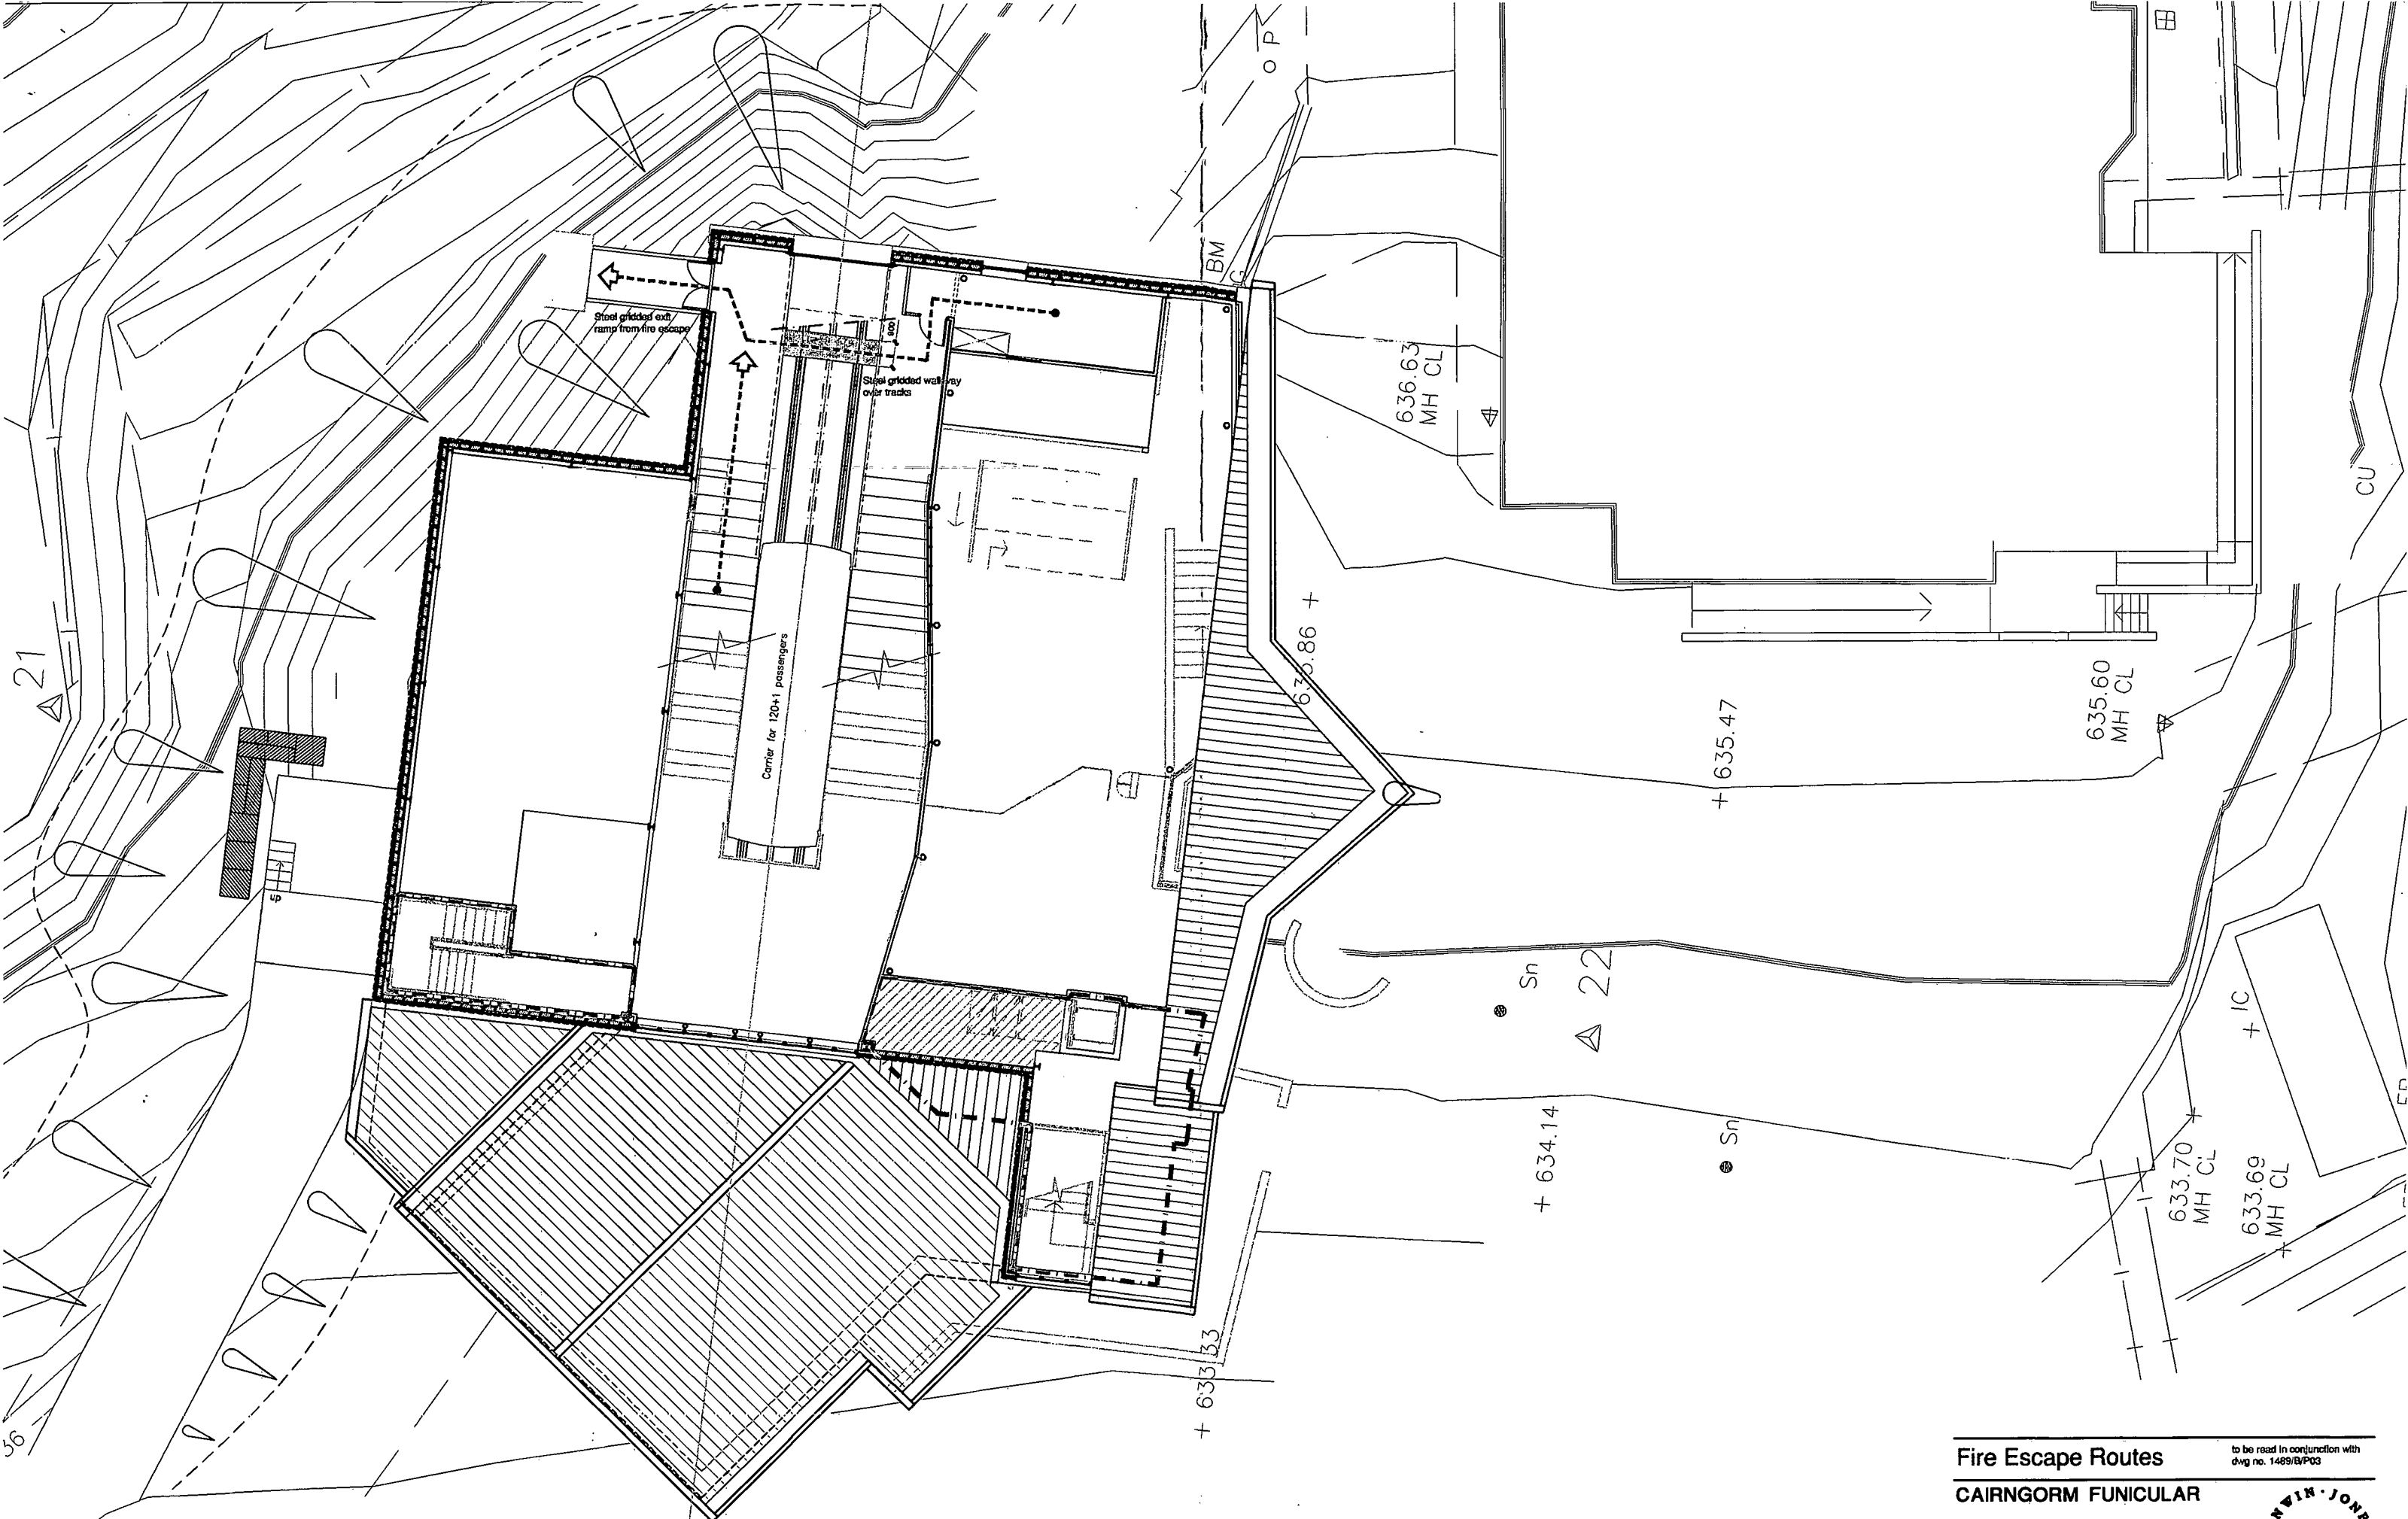 P
BM
636.63
MH CL
Steel gridded exit
ramp from fire escape
800
Steel gridded walkway
over tracks
CU
21
Carrier for 120+1 passengers
+ 635.47
635.60
MH CL
up
Sn
22
IC
+ 634.14
Sn
633.70
MH CL
633.69
MH CL
+ 633.33
36
Fire Escape Routes
to be read in conjunction with
dwg no. 1489/B/P03
CAIRNGORM FUNICULAR